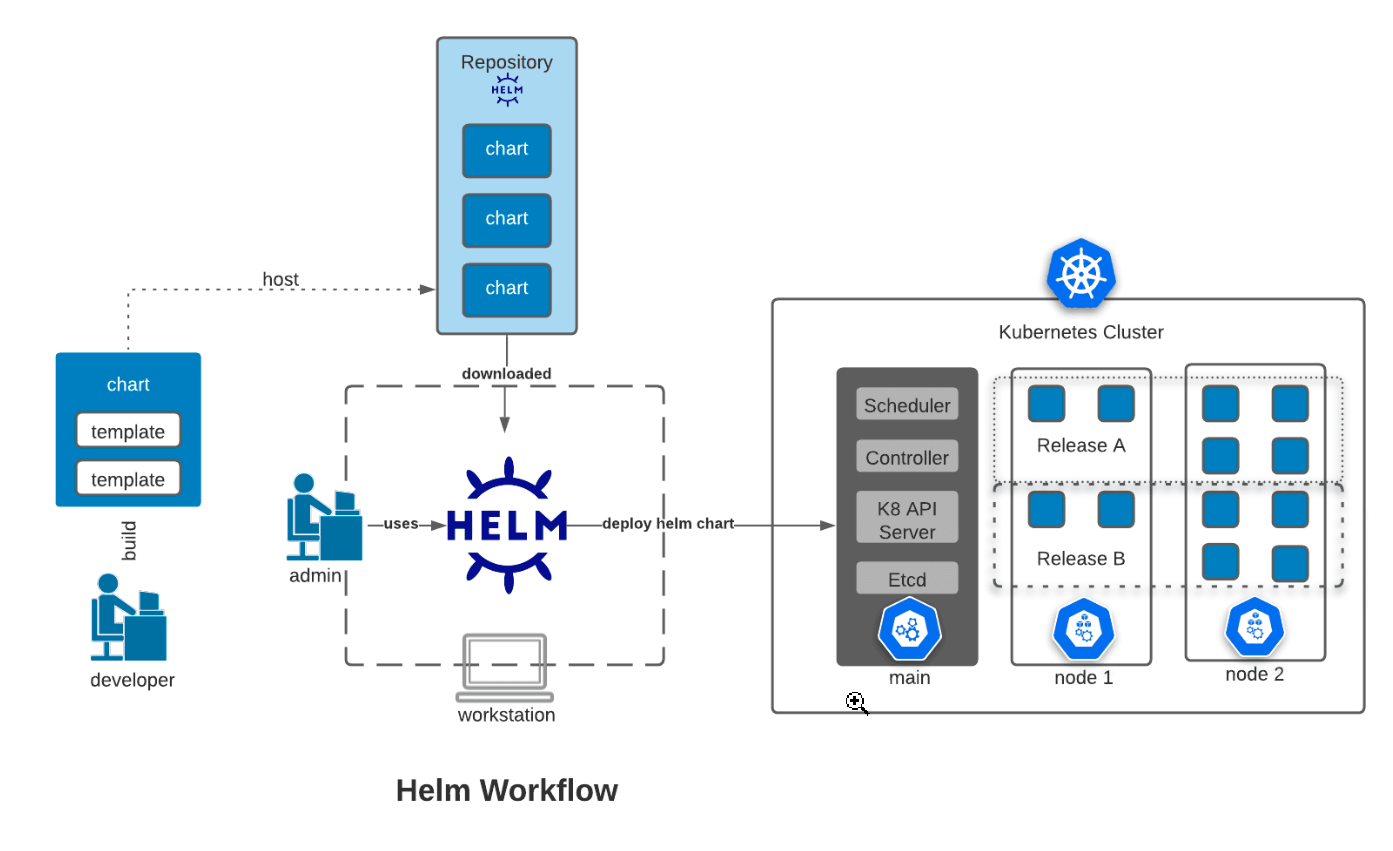 Repository
HELM
chart
chart
chart
host
downloaded
chart
template
template
build
developer
admin
uses
HELM
deploy helm chart
workstation
Kubernetes Cluster
Scheduler
Controller
K8 API
Server
Etcd
main
Release A
Release B
node 1
node 2
Helm Workflow